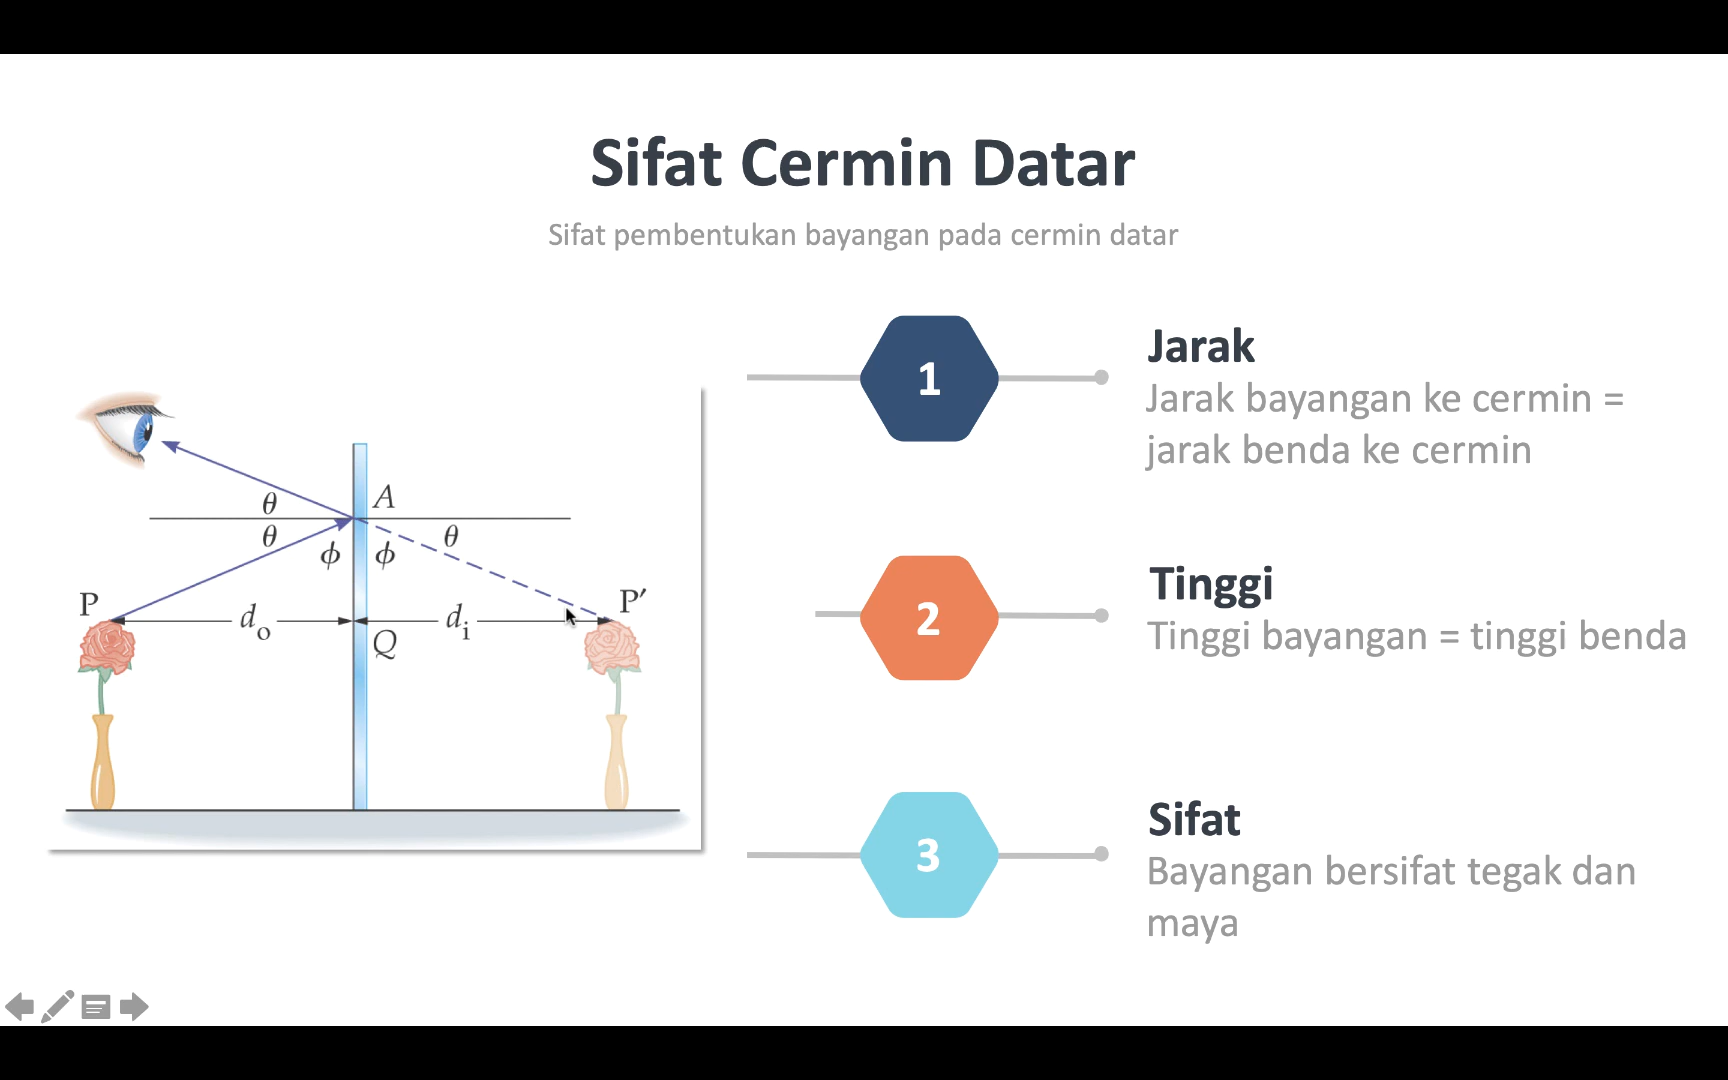 Sifat Cermin Datar
Sifat pembentukan bayangan pada cermin datar
θ
θ
A
θ
ϕ
ϕ
P
d₀
dᵢ
P′
Q
1
Jarak
Jarak bayangan ke cermin =
jarak benda ke cermin
2
Tinggi
Tinggi bayangan = tinggi benda
3
Sifat
Bayangan bersifat tegak dan
maya